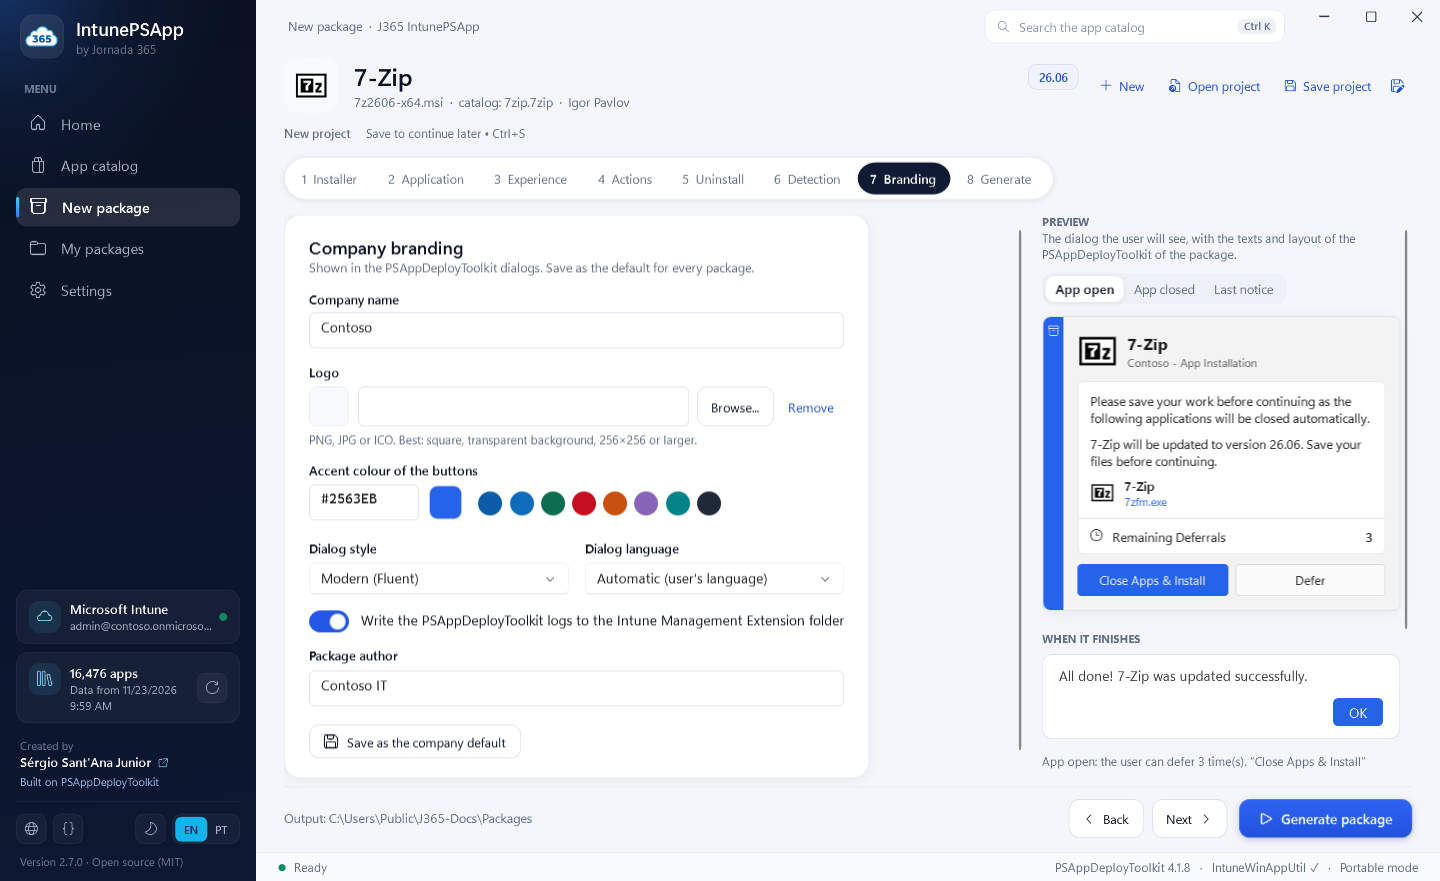 365
IntunePSApp
by Jornada 365
MENU
Home
App catalog
New package
My packages
Settings
Microsoft Intune
admin@contoso.onmicroso...
16,476 apps
Data from 11/23/2026
9:59 AM
Created by
Sérgio Sant'Ana Junior
Built on PSAppDeployToolkit
EN PT
Version 2.7.0 · Open source (MIT)
New package · J365 IntunePSApp
Search the app catalog Ctrl K
7z
7-Zip
7z2606-x64.msi · catalog: 7zip.7zip · Igor Pavlov
26.06
New
Open project
Save project
New project Save to continue later • Ctrl+S
1 Installer
2 Application
3 Experience
4 Actions
5 Uninstall
6 Detection
7 Branding
8 Generate
Company branding
Shown in the PSAppDeployToolkit dialogs. Save as the default for every package.
Company name
Contoso
Logo
Browse...
Remove
PNG, JPG or ICO. Best: square, transparent background, 256×256 or larger.
Accent colour of the buttons
#2563EB
Dialog style
Modern (Fluent)
Dialog language
Automatic (user's language)
Write the PSAppDeployToolkit logs to the Intune Management Extension folder
Package author
Contoso IT
Save as the company default
PREVIEW
The dialog the user will see, with the texts and layout of the
PSAppDeployToolkit of the package.
App open
App closed
Last notice
7z
7-Zip
Contoso - App Installation
Please save your work before continuing as the
following applications will be closed automatically.
7-Zip will be updated to version 26.06. Save your
files before continuing.
7z
7-Zip
7zfm.exe
Remaining Deferrals 3
Close Apps & Install
Defer
WHEN IT FINISHES
All done! 7-Zip was updated successfully.
OK
App open: the user can defer 3 time(s). "Close Apps & Install"
Output: C:\Users\Public\J365-Docs\Packages
Back
Next
Generate package
Ready
PSAppDeployToolkit 4.1.8 · IntuneWinAppUtil ✓ · Portable mode